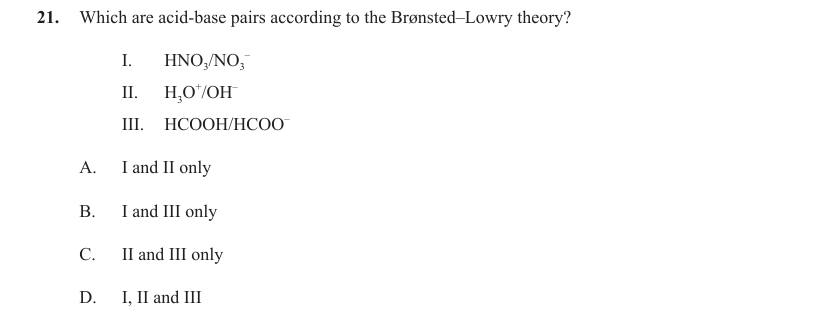 21. Which are acid-base pairs according to the Brønsted–Lowry theory?
I. HNO₃/NO₃⁻
II. H₃O⁺/OH⁻
III. HCOOH/HCOO⁻
A. I and II only
B. I and III only
C. II and III only
D. I, II and III